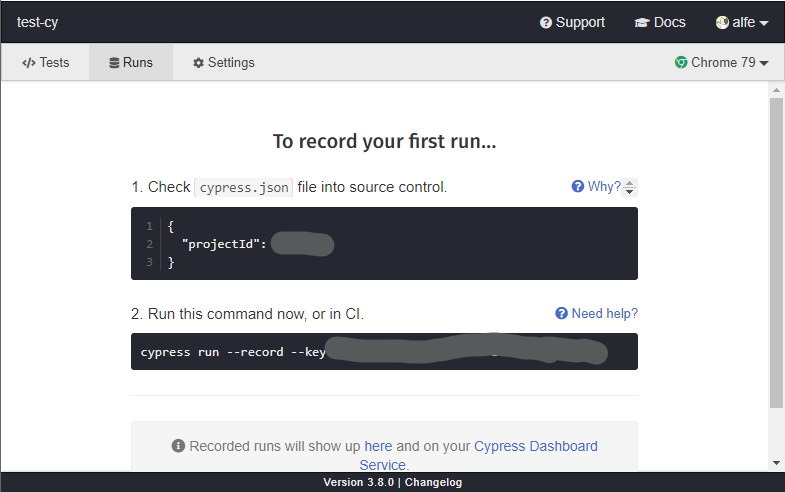 test-cy Support Docs alfe
</> Tests Runs Settings Chrome 79
To record your first run...
1. Check cypress.json file into source control. Why?
1 {
2 "projectId":
3 }
2. Run this command now, or in CI. Need help?
cypress run --record --key
Recorded runs will show up here and on your Cypress Dashboard
Service.
Version 3.8.0 | Changelog